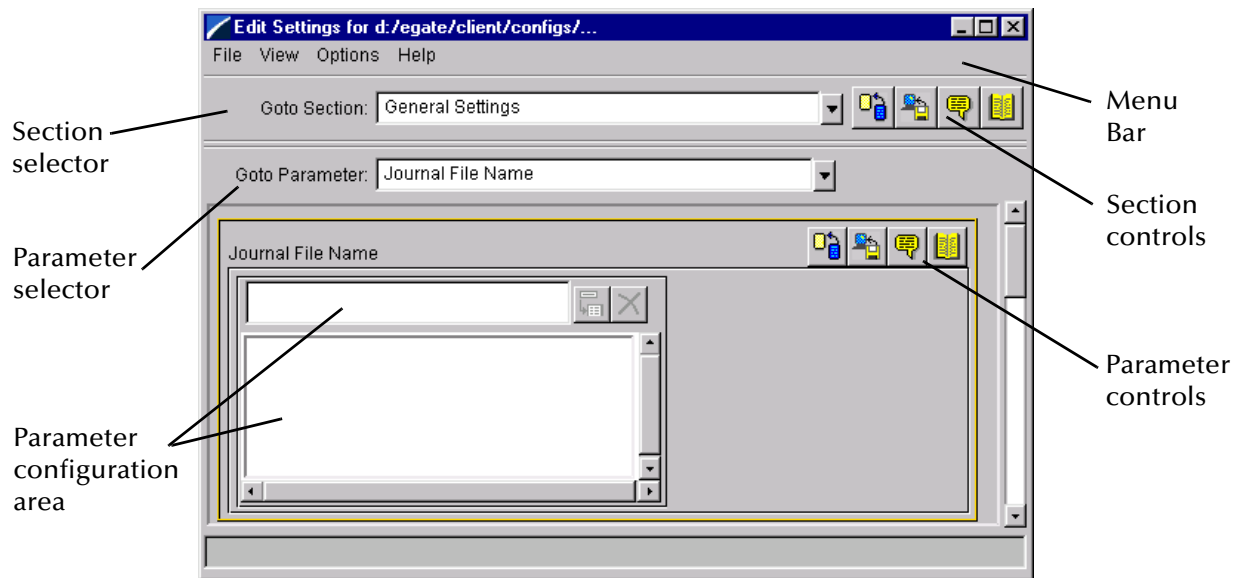 Edit Settings for d:/egate/client/configs/...
File View Options Help
Goto Section: General Settings
Goto Parameter: Journal File Name
Journal File Name
Section
selector
Parameter
selector
Parameter
configuration
area
Menu
Bar
Section
controls
Parameter
controls